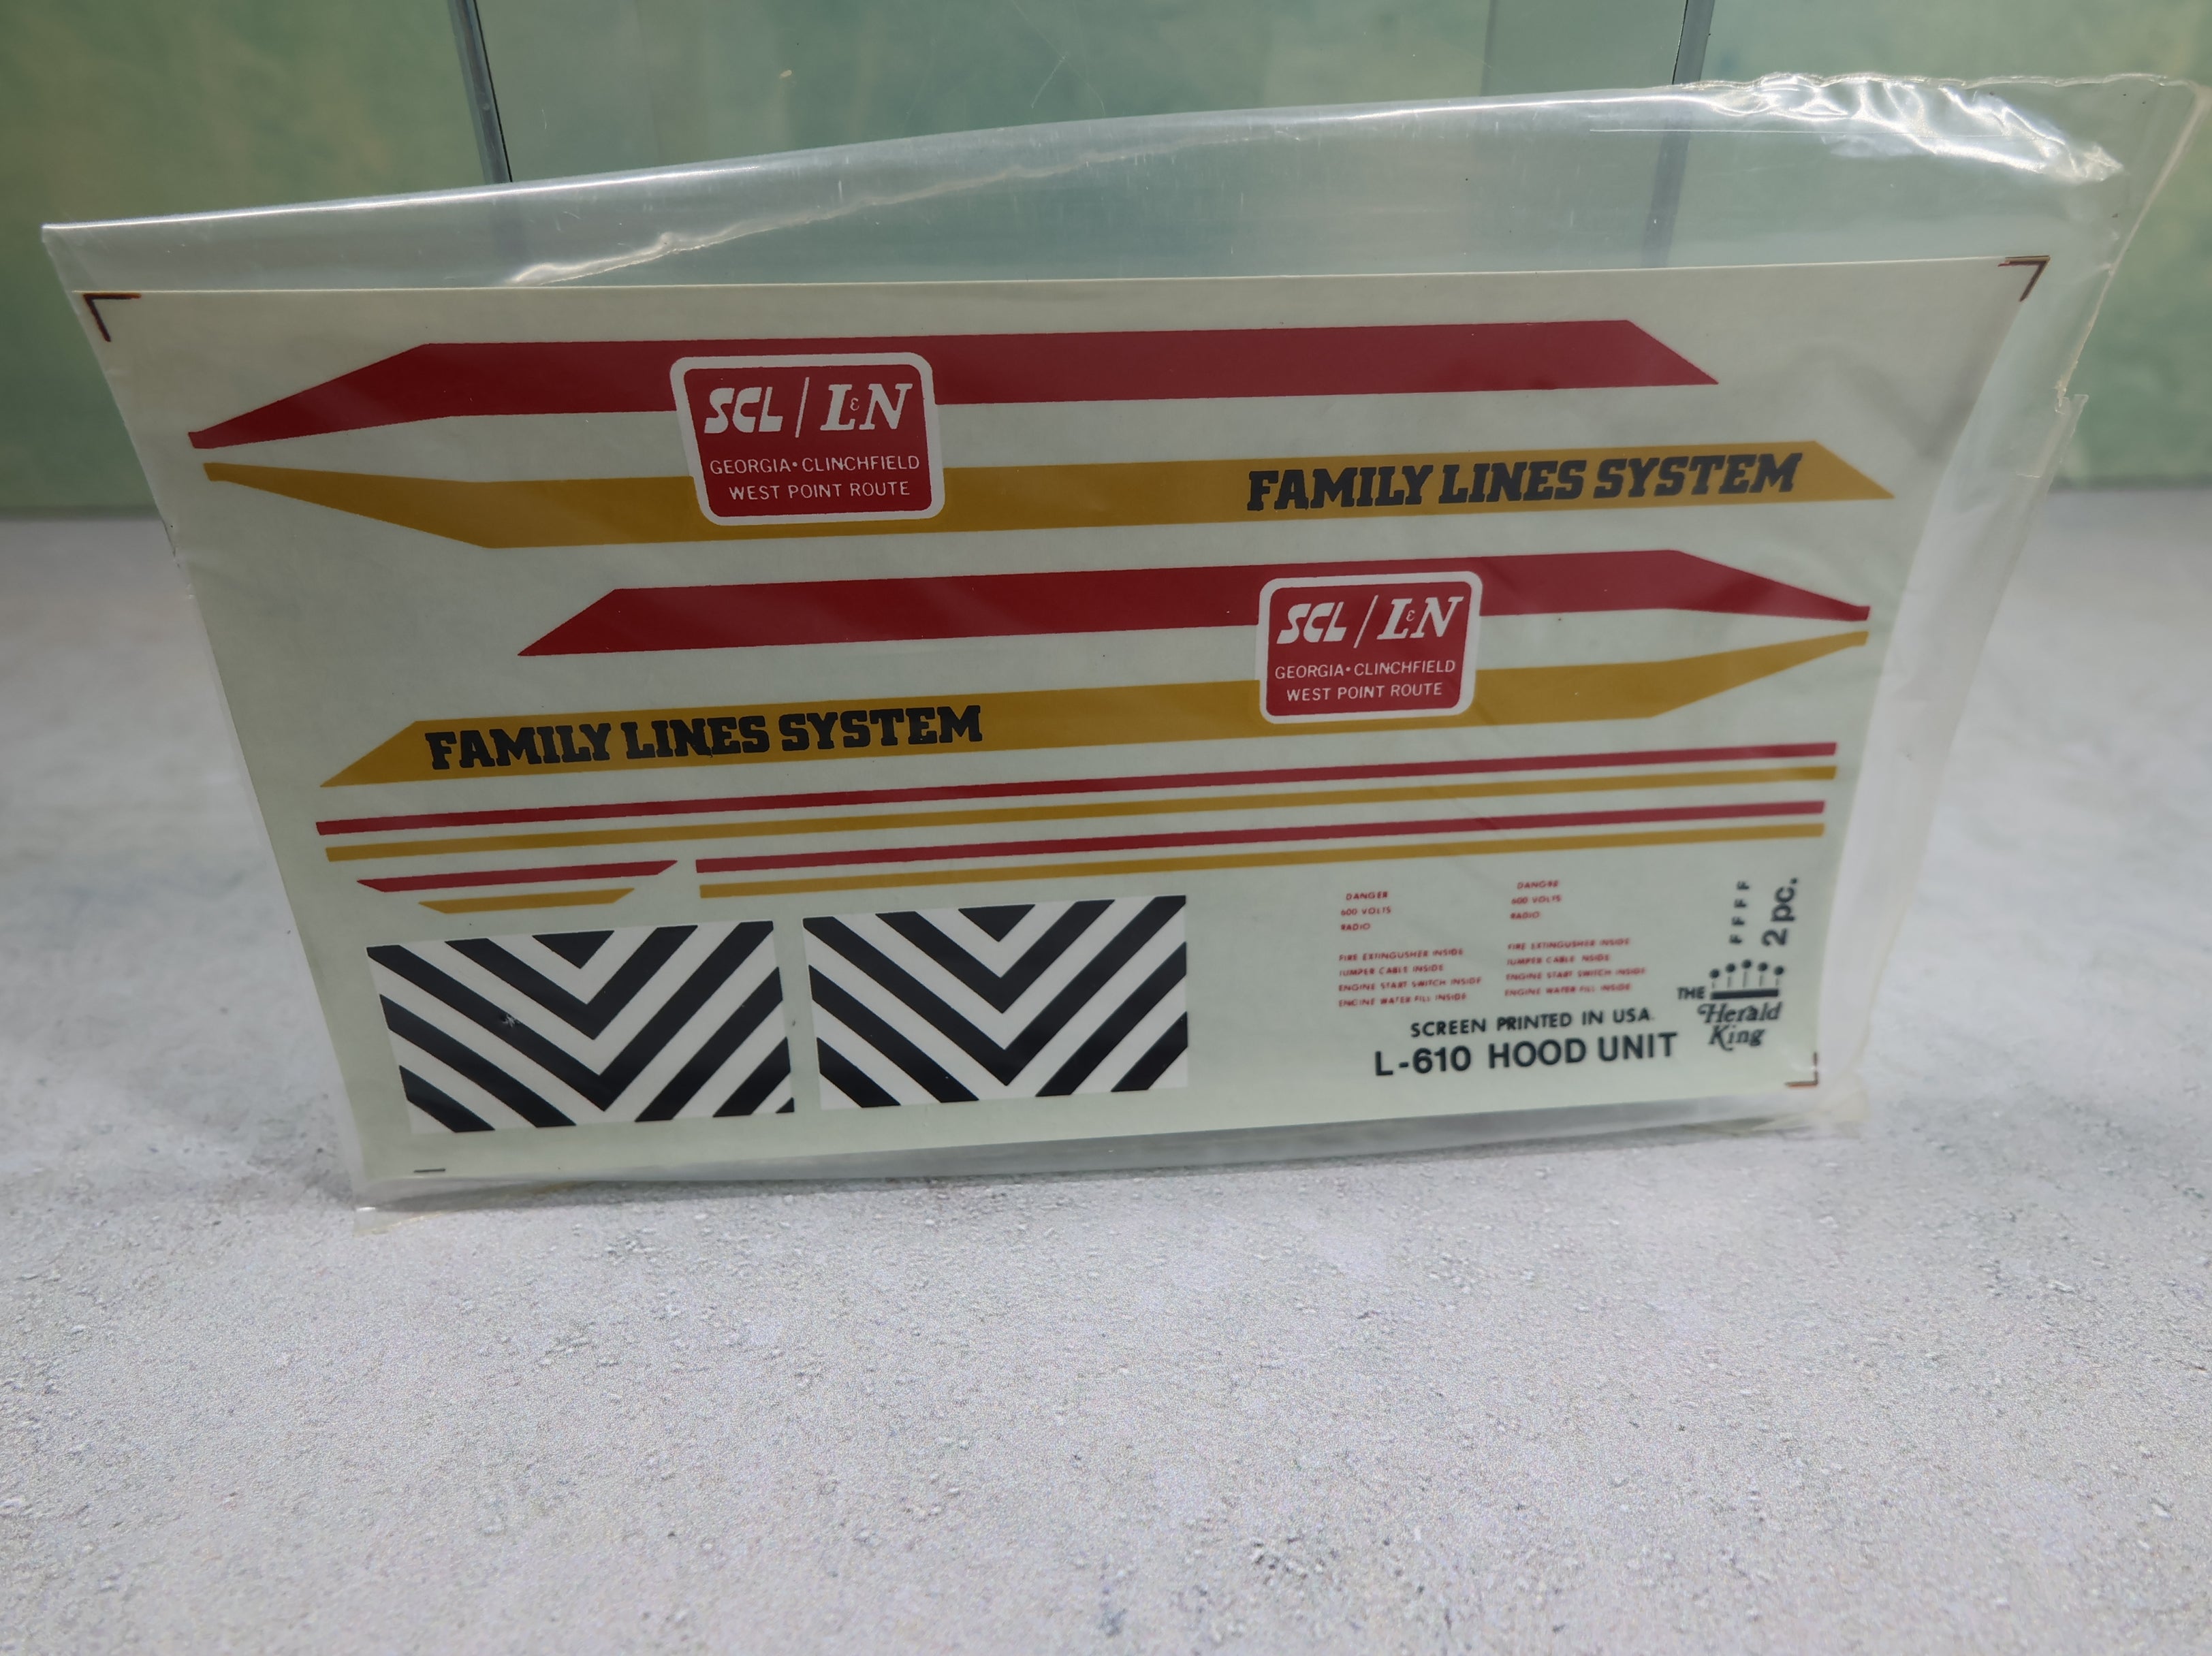 SCL / L&N
GEORGIA • CLINCHFIELD
WEST POINT ROUTE
FAMILY LINES SYSTEM
SCL / L&N
GEORGIA • CLINCHFIELD
WEST POINT ROUTE
FAMILY LINES SYSTEM
DANGER
600 VOLTS
RADIO
DANGER
600 VOLTS
RADIO
FIRE EXTINGUSHER INSIDE
JUMPER CABLE INSIDE
ENGINE START SWITCH INSIDE
ENGINE WATER FILL INSIDE
FIRE EXTINGUSHER INSIDE
JUMPER CABLE INSIDE
ENGINE START SWITCH INSIDE
ENGINE WATER FILL INSIDE
F F F F
2 pc.
THE
Herald
King
SCREEN PRINTED IN USA.
L-610 HOOD UNIT